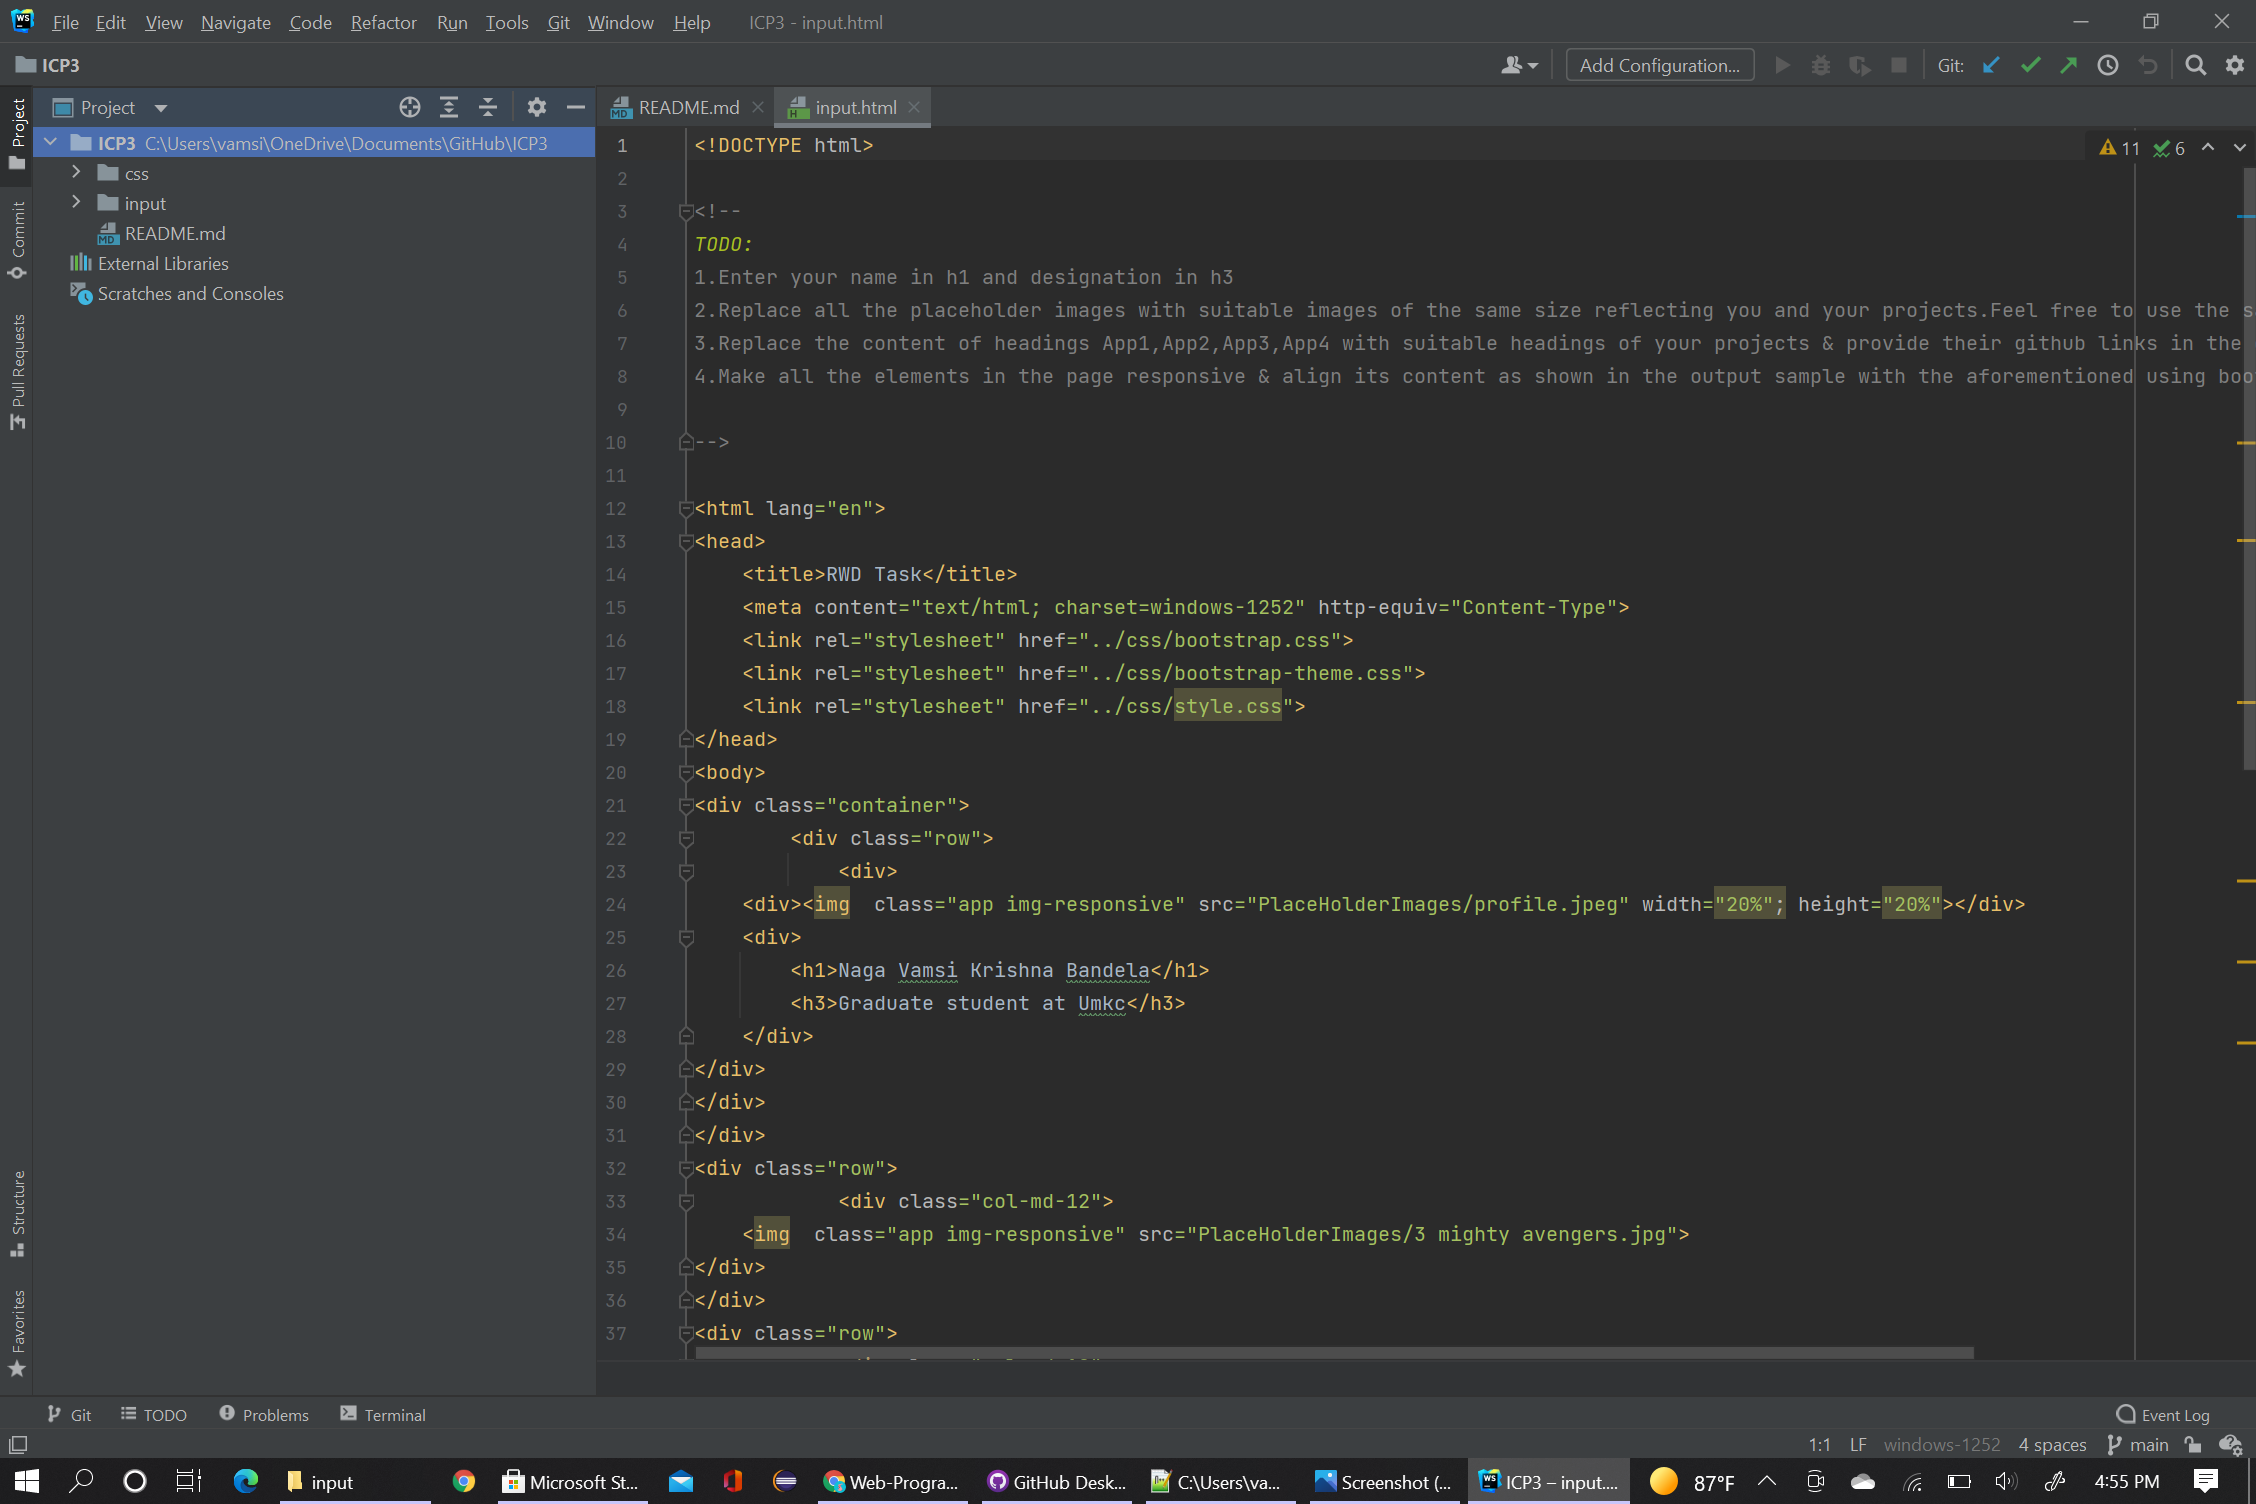 File Edit View Navigate Code Refactor Run Tools Git Window Help ICP3 - input.html
ICP3 Add Configuration... Git:
Project README.md input.html
ICP3 C:\Users\vamsi\OneDrive\Documents\GitHub\ICP3
css
input
README.md
External Libraries
Scratches and Consoles
Project
Commit
Pull Requests
Structure
Favorites
11 6
1 <!DOCTYPE html>
2
3 <!--
4 TODO:
5 1.Enter your name in h1 and designation in h3
6 2.Replace all the placeholder images with suitable images of the same size reflecting you and your projects.Feel free to use the s
7 3.Replace the content of headings App1,App2,App3,App4 with suitable headings of your projects & provide their github links in the
8 4.Make all the elements in the page responsive & align its content as shown in the output sample with the aforementioned using boo
9
10 -->
11
12 <html lang="en">
13 <head>
14 <title>RWD Task</title>
15 <meta content="text/html; charset=windows-1252" http-equiv="Content-Type">
16 <link rel="stylesheet" href="../css/bootstrap.css">
17 <link rel="stylesheet" href="../css/bootstrap-theme.css">
18 <link rel="stylesheet" href="../css/style.css">
19 </head>
20 <body>
21 <div class="container">
22 <div class="row">
23 <div>
24 <div><img  class="app img-responsive" src="PlaceHolderImages/profile.jpeg" width="20%"; height="20%"></div>
25 <div>
26 <h1>Naga Vamsi Krishna Bandela</h1>
27 <h3>Graduate student at Umkc</h3>
28 </div>
29 </div>
30 </div>
31 </div>
32 <div class="row">
33 <div class="col-md-12">
34 <img  class="app img-responsive" src="PlaceHolderImages/3 mighty avengers.jpg">
35 </div>
36 </div>
37 <div class="row">
Git TODO Problems Terminal Event Log
1:1 LF windows-1252 4 spaces main
input Microsoft St... Web-Progra... GitHub Desk... C:\Users\va... Screenshot (... ICP3 – input.... 87°F 4:55 PM